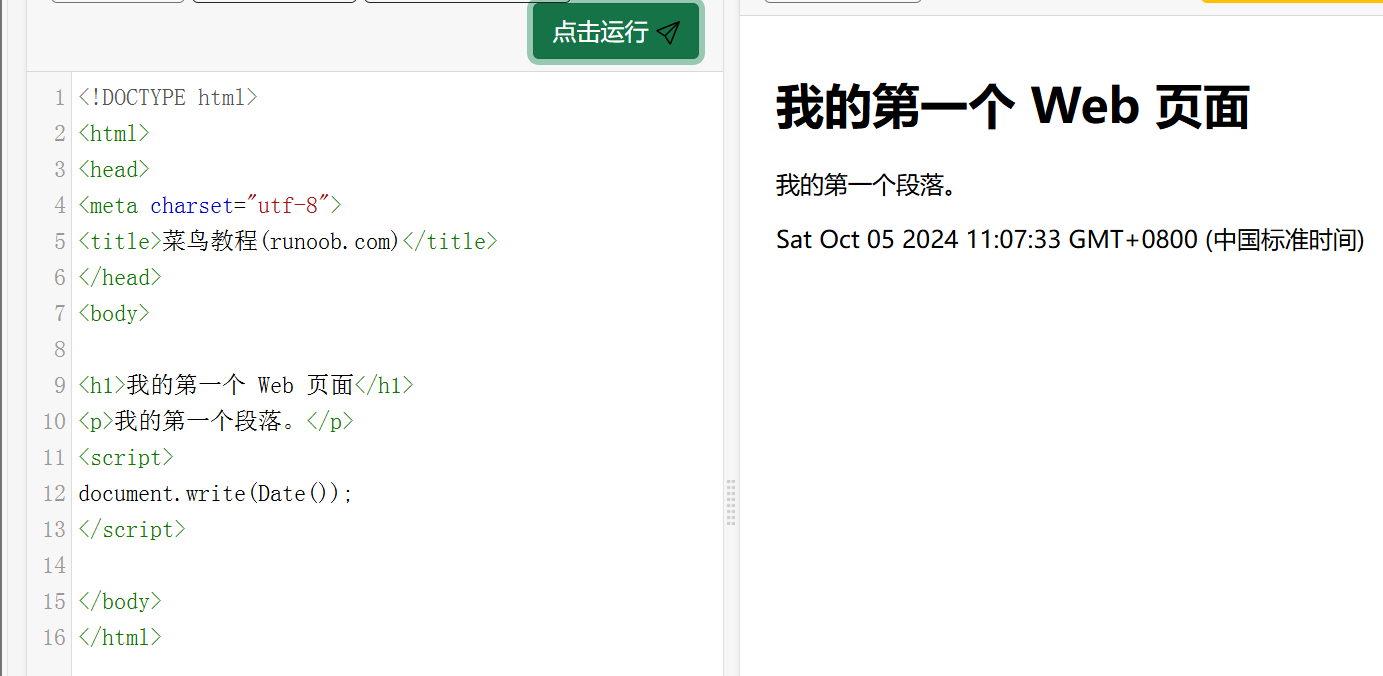 点击运行
1 <!DOCTYPE html>
2 <html>
3 <head>
4 <meta charset="utf-8">
5 <title>菜鸟教程(runoob.com)</title>
6 </head>
7 <body>
8
9 <h1>我的第一个 Web 页面</h1>
10 <p>我的第一个段落。</p>
11 <script>
12 document.write(Date());
13 </script>
14
15 </body>
16 </html>
我的第一个 Web 页面
我的第一个段落。
Sat Oct 05 2024 11:07:33 GMT+0800 (中国标准时间)